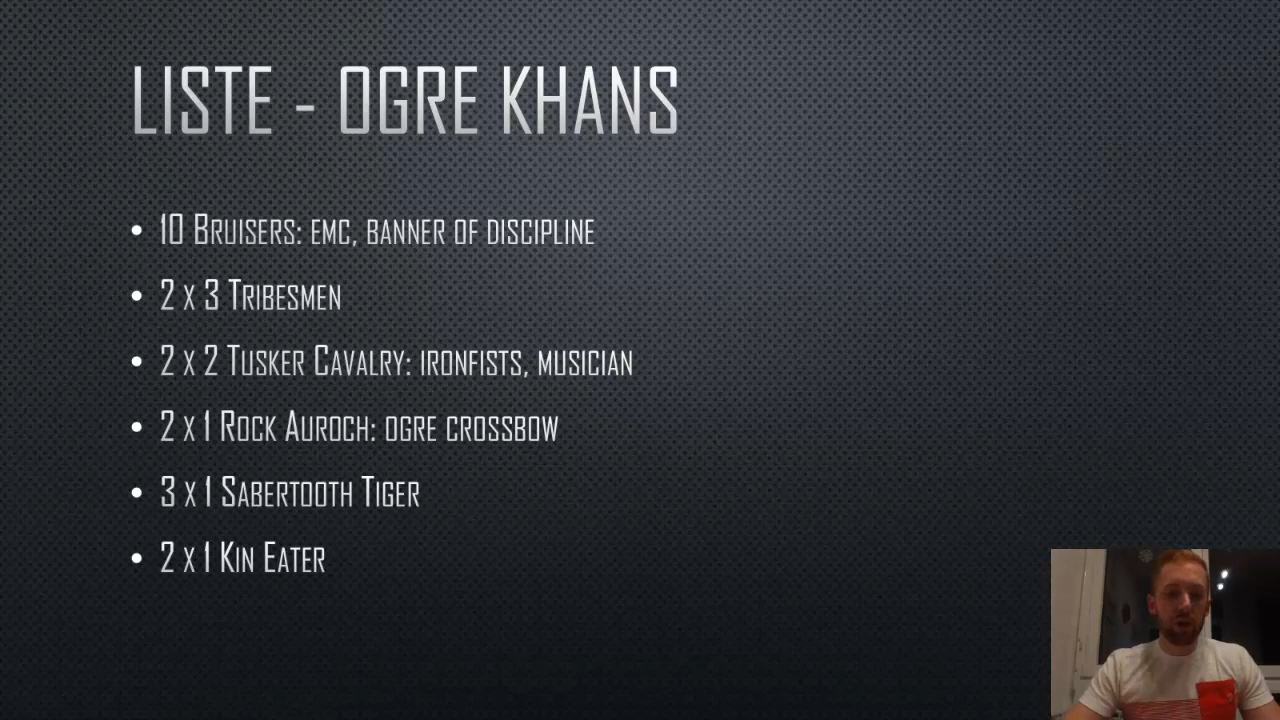 LISTE - OGRE KHANS
• 10 BRUISERS: EMC, BANNER OF DISCIPLINE
• 2 X 3 TRIBESMEN
• 2 X 2 TUSKER CAVALRY: IRONFISTS, MUSICIAN
• 2 X 1 ROCK AUROCH: OGRE CROSSBOW
• 3 X 1 SABERTOOTH TIGER
• 2 X 1 KIN EATER